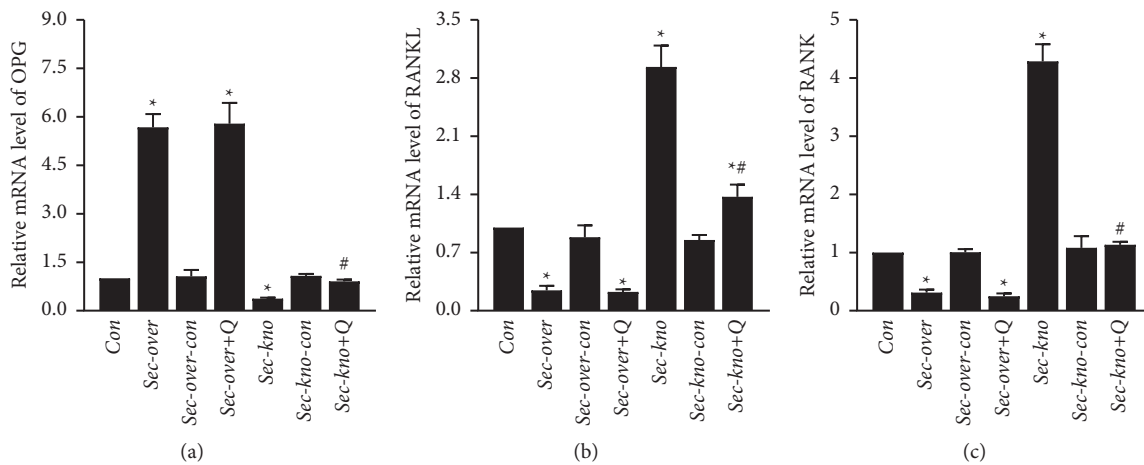 Relative mRNA level of OPG
9.0
7.5
6.0
4.5
3.0
1.5
0.0
*
*
*
#
Con
Sec-over
Sec-over-con
Sec-over+Q
Sec-kno
Sec-kno-con
Sec-kno+Q
(a)
Relative mRNA level of RANKL
3.5
2.8
2.1
1.4
0.7
0.0
*
*
*
*#
Con
Sec-over
Sec-over-con
Sec-over+Q
Sec-kno
Sec-kno-con
Sec-kno+Q
(b)
Relative mRNA level of RANK
5
4
3
2
1
0
*
*
*
#
Con
Sec-over
Sec-over-con
Sec-over+Q
Sec-kno
Sec-kno-con
Sec-kno+Q
(c)